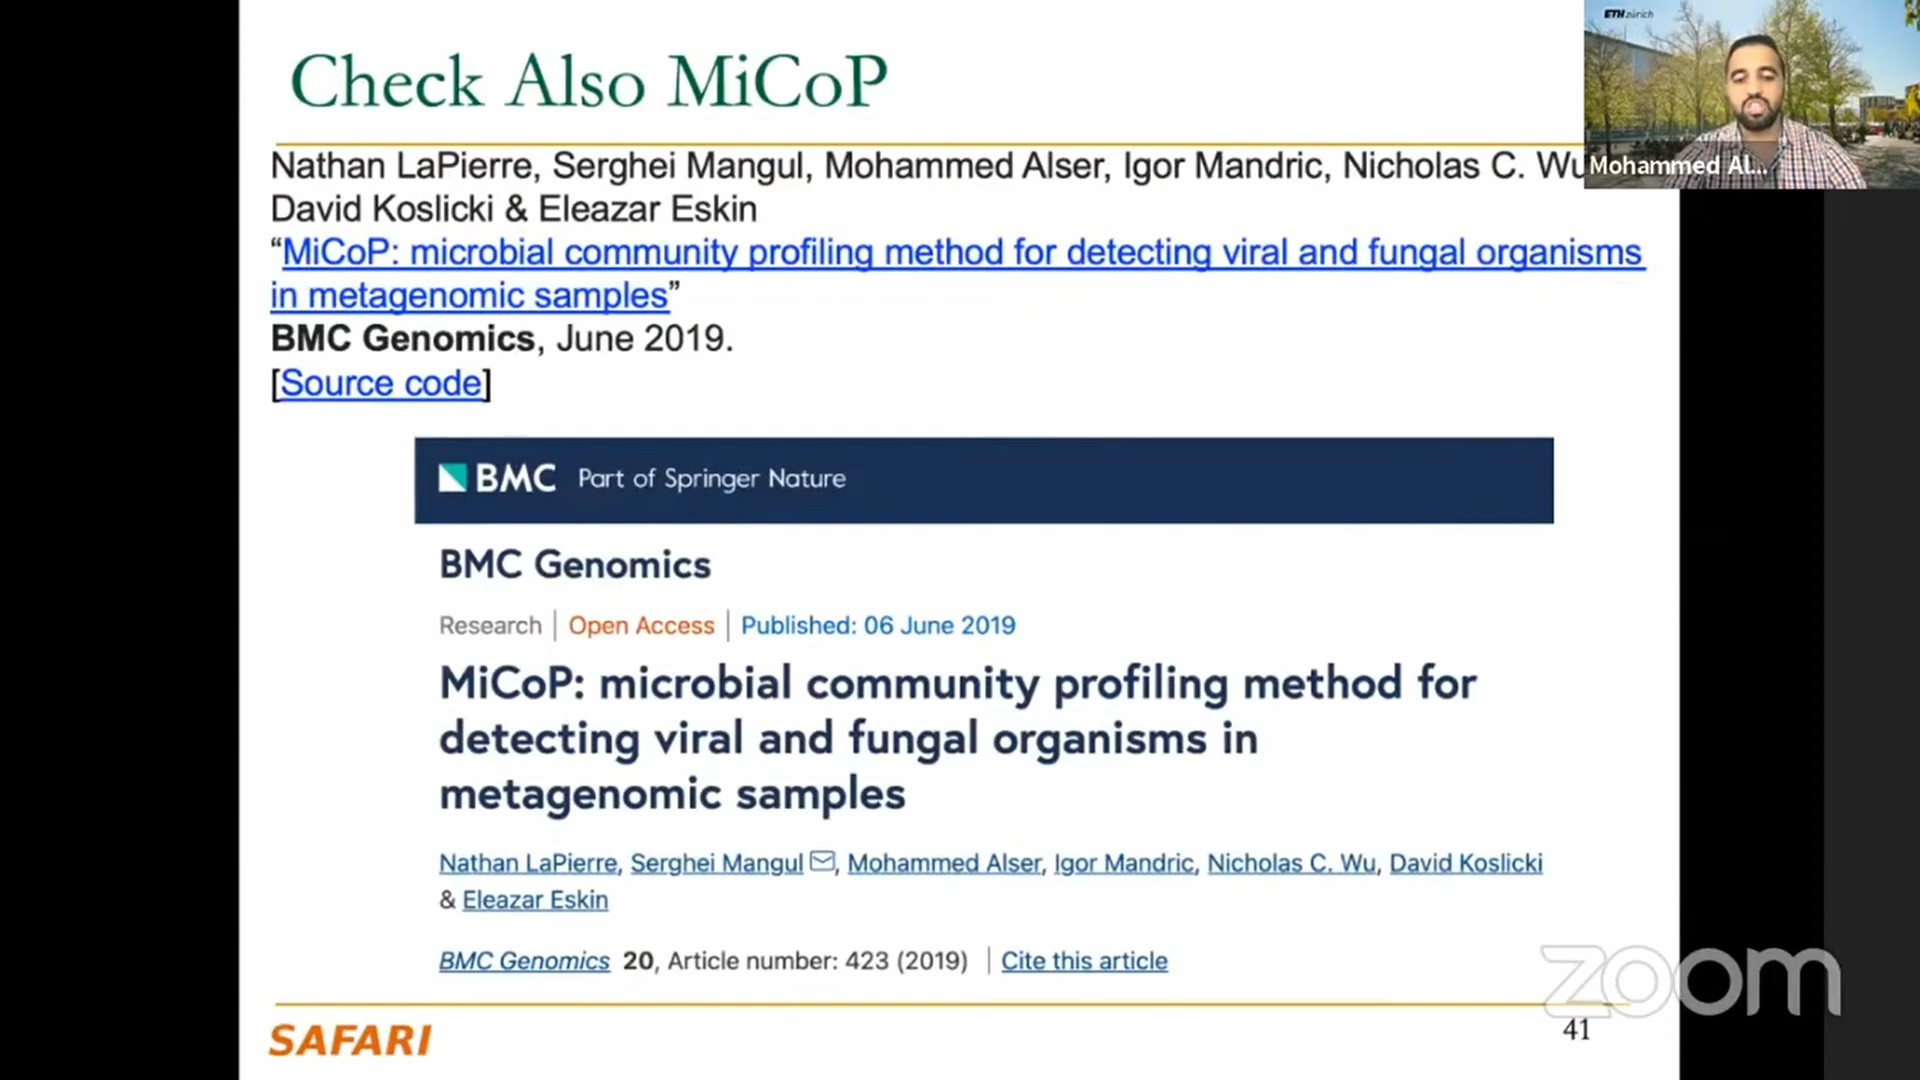 Check Also MiCoP
ETH zürich
Mohammed Al...
Nathan LaPierre, Serghei Mangul, Mohammed Alser, Igor Mandric, Nicholas C. Wu
David Koslicki & Eleazar Eskin
“MiCoP: microbial community profiling method for detecting viral and fungal organisms
in metagenomic samples”
BMC Genomics, June 2019.
[Source code]
BMC Part of Springer Nature
BMC Genomics
Research | Open Access | Published: 06 June 2019
MiCoP: microbial community profiling method for
detecting viral and fungal organisms in
metagenomic samples
Nathan LaPierre, Serghei Mangul, Mohammed Alser, Igor Mandric, Nicholas C. Wu, David Koslicki
& Eleazar Eskin
BMC Genomics 20, Article number: 423 (2019) | Cite this article
zoom
SAFARI
41